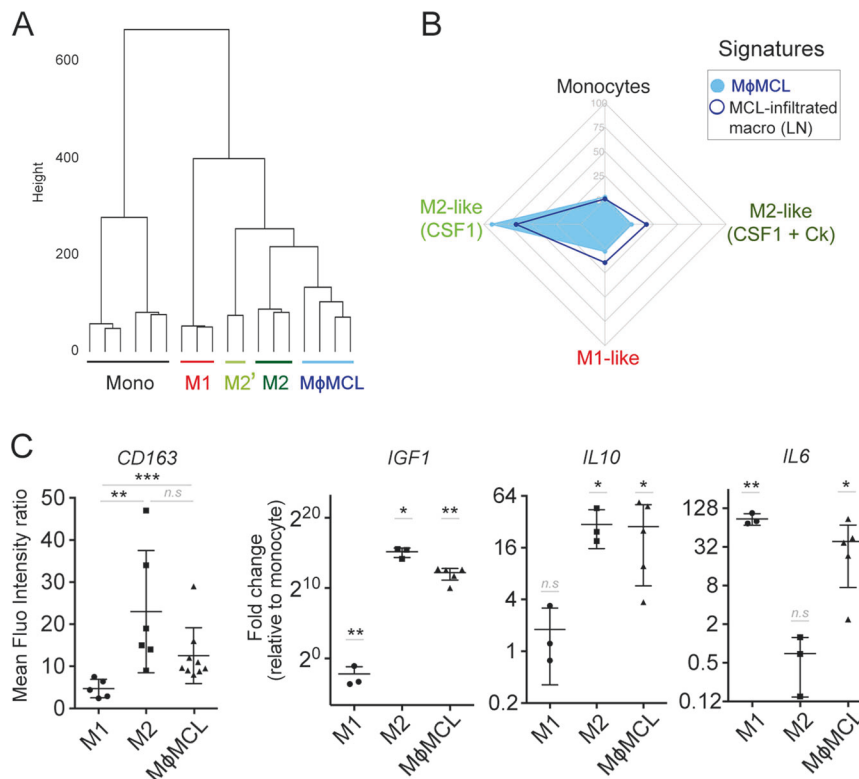 A
Height
600
400
200
0
Mono
M1
M2’
M2
MϕMCL
B
Signatures
MϕMCL
MCL-infiltrated
macro (LN)
Monocytes
100
75
50
25
M2-like
(CSF1)
M2-like
(CSF1 + Ck)
M1-like
C
CD163
Mean Fluo Intensity ratio
50
40
30
20
10
0
***
**
n.s
M1
M2
MϕMCL
IGF1
Fold change
(relative to monocyte)
2^20
2^10
2^0
**
*
**
M1
M2
MϕMCL
IL10
64
16
4
1
0.2
n.s
*
*
M1
M2
MϕMCL
IL6
128
32
8
2
0.5
0.12
**
n.s
*
M1
M2
MϕMCL